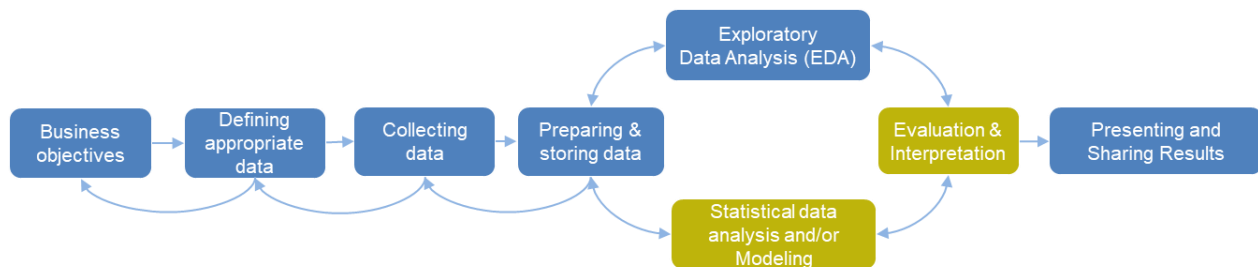 Business
objectives
Defining
appropriate
data
Collecting
data
Preparing &
storing data
Exploratory
Data Analysis (EDA)
Statistical data
analysis and/or
Modeling
Evaluation &
Interpretation
Presenting and
Sharing Results